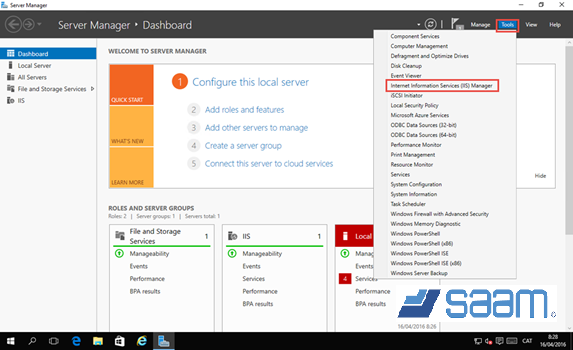 Server Manager
Server Manager • Dashboard
Manage Tools View Help
Dashboard
Local Server
All Servers
File and Storage Services
IIS
WELCOME TO SERVER MANAGER
QUICK START
WHAT'S NEW
LEARN MORE
1 Configure this local server
2 Add roles and features
3 Add other servers to manage
4 Create a server group
5 Connect this server to cloud services
Hide
Component Services
Computer Management
Defragment and Optimize Drives
Disk Cleanup
Event Viewer
Internet Information Services (IIS) Manager
iSCSI Initiator
Local Security Policy
Microsoft Azure Services
ODBC Data Sources (32-bit)
ODBC Data Sources (64-bit)
Performance Monitor
Print Management
Resource Monitor
Services
System Configuration
System Information
Task Scheduler
Windows Firewall with Advanced Security
Windows Memory Diagnostic
Windows PowerShell
Windows PowerShell (x86)
Windows PowerShell ISE
Windows PowerShell ISE (x86)
Windows Server Backup
ROLES AND SERVER GROUPS
Roles: 2 | Server groups: 1 | Servers total: 1
File and Storage Services 1
Manageability
Events
Performance
BPA results
IIS 1
Manageability
Events
Services
Performance
BPA results
Local
Manageability
Events
4 Services
Performance
BPA results
16/04/2016 8:26
saam
CAT
8:28
16/04/2016